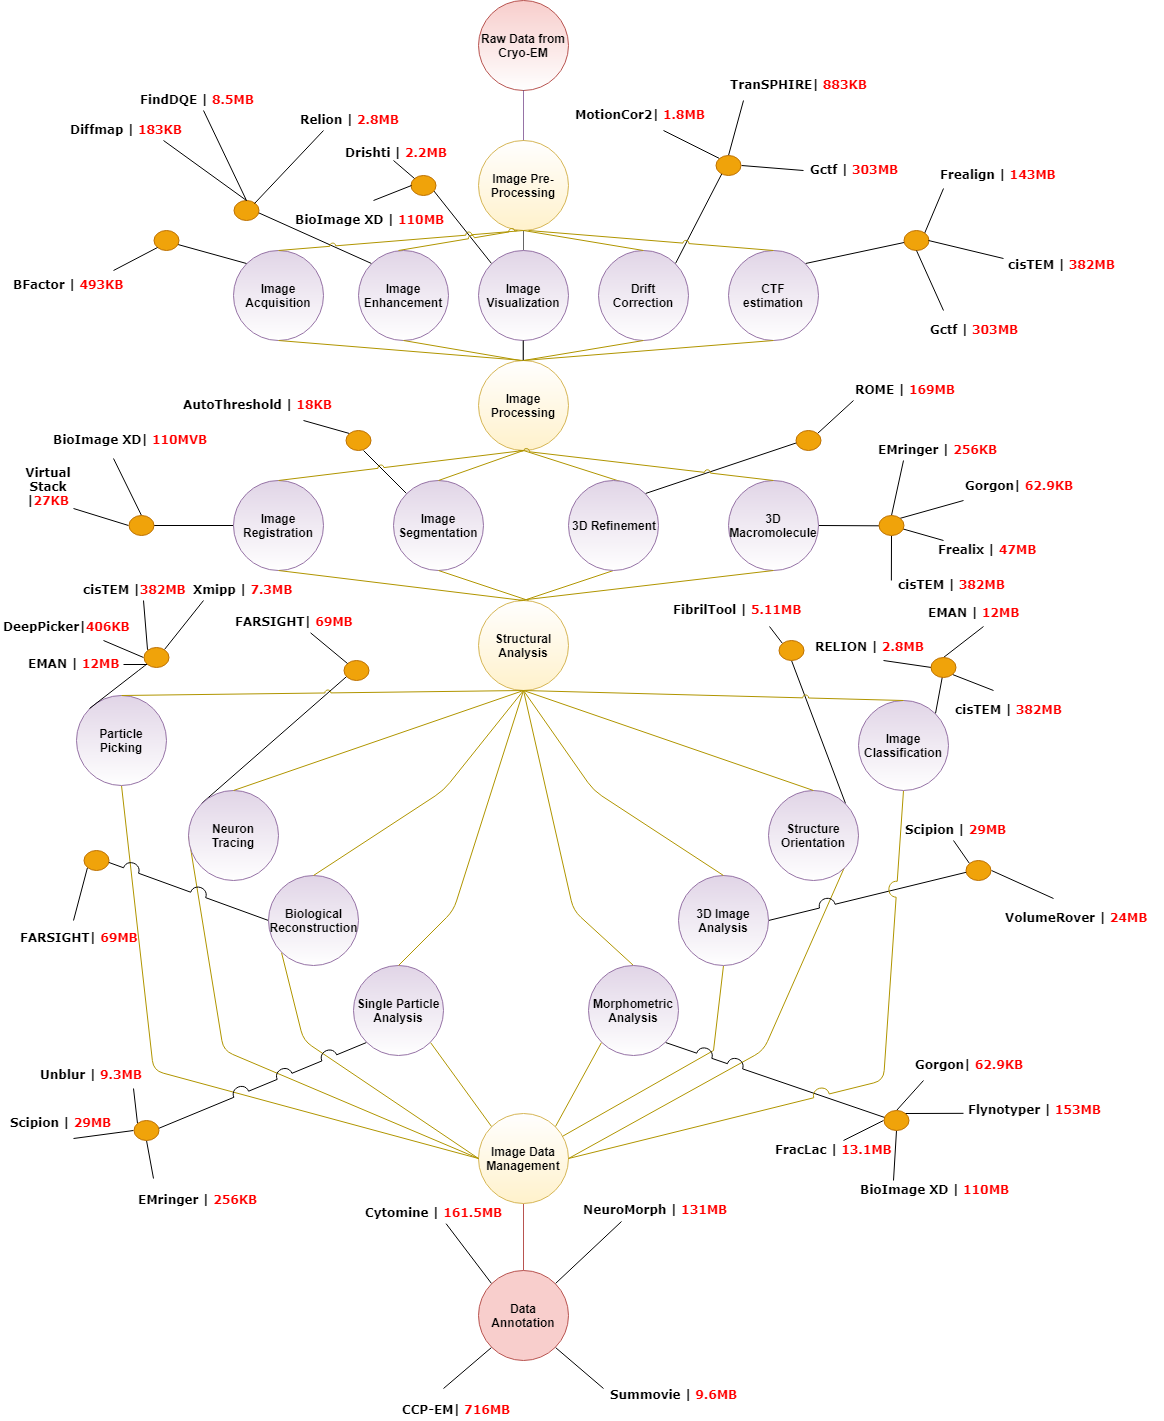 Raw Data from
Cryo-EM
TranSPHIRE| 883KB
FindDQE | 8.5MB
MotionCor2| 1.8MB
Relion | 2.8MB
Diffmap | 183KB
Drishti | 2.2MB
Gctf | 303MB
Frealign | 143MB
Image Pre-
Processing
BioImage XD | 110MB
cisTEM | 382MB
BFactor | 493KB
Image
Acquisition
Image
Enhancement
Image
Visualization
Drift
Correction
CTF
estimation
Gctf | 303MB
ROME | 169MB
Image
Processing
AutoThreshold | 18KB
BioImage XD| 110MVB
EMringer | 256KB
Virtual
Stack
|27KB
Gorgon| 62.9KB
Image
Registration
Image
Segmentation
3D Refinement
3D
Macromolecule
Frealix | 47MB
cisTEM | 382MB
cisTEM |382MB
Xmipp | 7.3MB
FibrilTool | 5.11MB
EMAN | 12MB
FARSIGHT| 69MB
DeepPicker|406KB
Structural
Analysis
RELION | 2.8MB
EMAN | 12MB
cisTEM | 382MB
Particle
Picking
Image
Classification
Neuron
Tracing
Structure
Orientation
Scipion | 29MB
Biological
Reconstruction
3D Image
Analysis
VolumeRover | 24MB
FARSIGHT| 69MB
Single Particle
Analysis
Morphometric
Analysis
Gorgon| 62.9KB
Unblur | 9.3MB
Flynotyper | 153MB
Scipion | 29MB
FracLac | 13.1MB
Image Data
Management
BioImage XD | 110MB
EMringer | 256KB
Cytomine | 161.5MB
NeuroMorph | 131MB
Data
Annotation
Summovie | 9.6MB
CCP-EM| 716MB